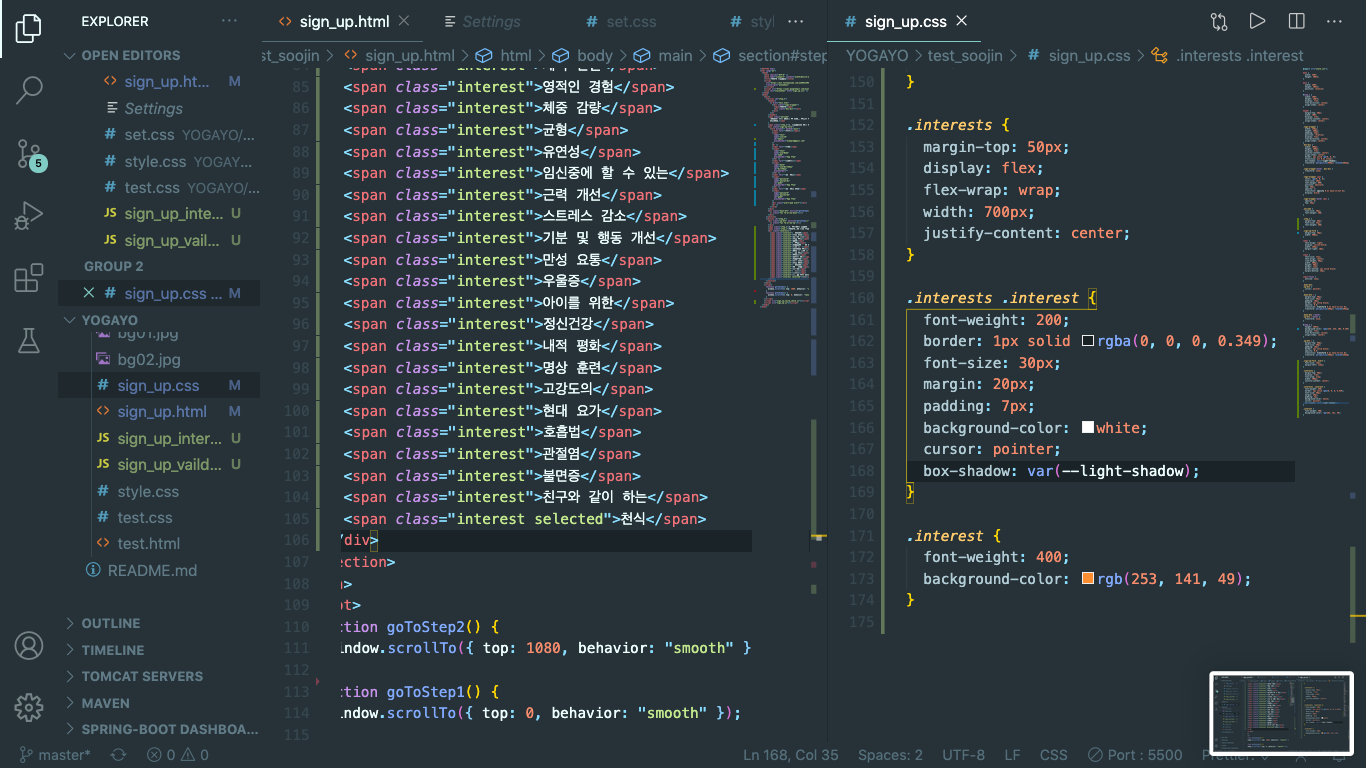 EXPLORER
OPEN EDITORS
sign_up.ht... M
Settings
set.css YOGAYO/...
style.css YOGAY...
test.css YOGAYO/...
JS sign_up_inte... U
JS sign_up_vail... U
GROUP 2
sign_up.css ... M
YOGAYO
bg01.jpg
bg02.jpg
sign_up.css M
sign_up.html M
JS sign_up_inter... U
JS sign_up_vaild... U
style.css
test.css
test.html
README.md
OUTLINE
TIMELINE
TOMCAT SERVERS
MAVEN
SPRING-BOOT DASHBOA...
5
sign_up.html
Settings
set.css
styl
st_soojin > sign_up.html > html > body > main > section#step
85 <span class="interest">영적인 경험</span>
86 <span class="interest">체중 감량</span>
87 <span class="interest">균형</span>
88 <span class="interest">유연성</span>
89 <span class="interest">임신중에 할 수 있는</span>
90 <span class="interest">근력 개선</span>
91 <span class="interest">스트레스 감소</span>
92 <span class="interest">기분 및 행동 개선</span>
93 <span class="interest">만성 요통</span>
94 <span class="interest">우울증</span>
95 <span class="interest">아이를 위한</span>
96 <span class="interest">정신건강</span>
97 <span class="interest">내적 평화</span>
98 <span class="interest">명상 훈련</span>
99 <span class="interest">고강도의</span>
100 <span class="interest">현대 요가</span>
101 <span class="interest">호흡법</span>
102 <span class="interest">관절염</span>
103 <span class="interest">불면증</span>
104 <span class="interest">친구와 같이 하는</span>
105 <span class="interest selected">천식</span>
106 /div>
107 ection>
108 >
109 pt>
110 ction goToStep2() {
111 indow.scrollTo({ top: 1080, behavior: "smooth" }
112
113 ction goToStep1() {
114 indow.scrollTo({ top: 0, behavior: "smooth" });
115
sign_up.css
YOGAYO > test_soojin > sign_up.css > .interests .interest
150 }
151
152 .interests {
153 margin-top: 50px;
154 display: flex;
155 flex-wrap: wrap;
156 width: 700px;
157 justify-content: center;
158 }
159
160 .interests .interest {
161 font-weight: 200;
162 border: 1px solid rgba(0, 0, 0, 0.349);
163 font-size: 30px;
164 margin: 20px;
165 padding: 7px;
166 background-color: white;
167 cursor: pointer;
168 box-shadow: var(--light-shadow);
169 }
170
171 .interest {
172 font-weight: 400;
173 background-color: rgb(253, 141, 49);
174 }
175
master* 0 0 Ln 168, Col 35 Spaces: 2 UTF-8 LF CSS Port : 5500 Prettier: